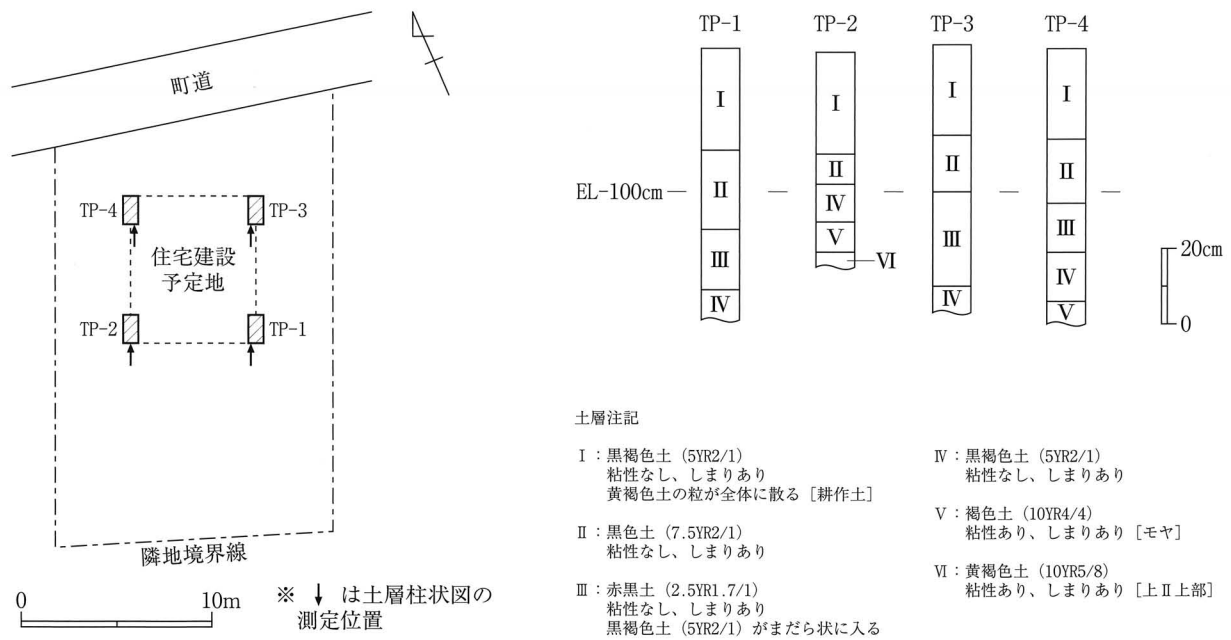 町道
TP-4
TP-3
住宅建設
予定地
TP-2
TP-1
隣地境界線
0
10m
※ ↓ は土層柱状図の
測定位置
TP-1
TP-2
TP-3
TP-4
EL-100cm
Ⅰ
Ⅱ
Ⅲ
Ⅳ
Ⅰ
Ⅱ
Ⅳ
Ⅴ
Ⅵ
Ⅰ
Ⅱ
Ⅲ
Ⅳ
Ⅰ
Ⅱ
Ⅲ
Ⅳ
Ⅴ
20cm
0
土層注記
Ⅰ：黒褐色土（5YR2/1）
粘性なし、しまりあり
黄褐色土の粒が全体に散る［耕作土］
Ⅱ：黒色土（7.5YR2/1）
粘性なし、しまりあり
Ⅲ：赤黒土（2.5YR1.7/1）
粘性なし、しまりあり
黒褐色土（5YR2/1）がまだら状に入る
Ⅳ：黒褐色土（5YR2/1）
粘性なし、しまりあり
Ⅴ：褐色土（10YR4/4）
粘性あり、しまりあり［モヤ］
Ⅵ：黄褐色土（10YR5/8）
粘性あり、しまりあり［上Ⅱ上部］